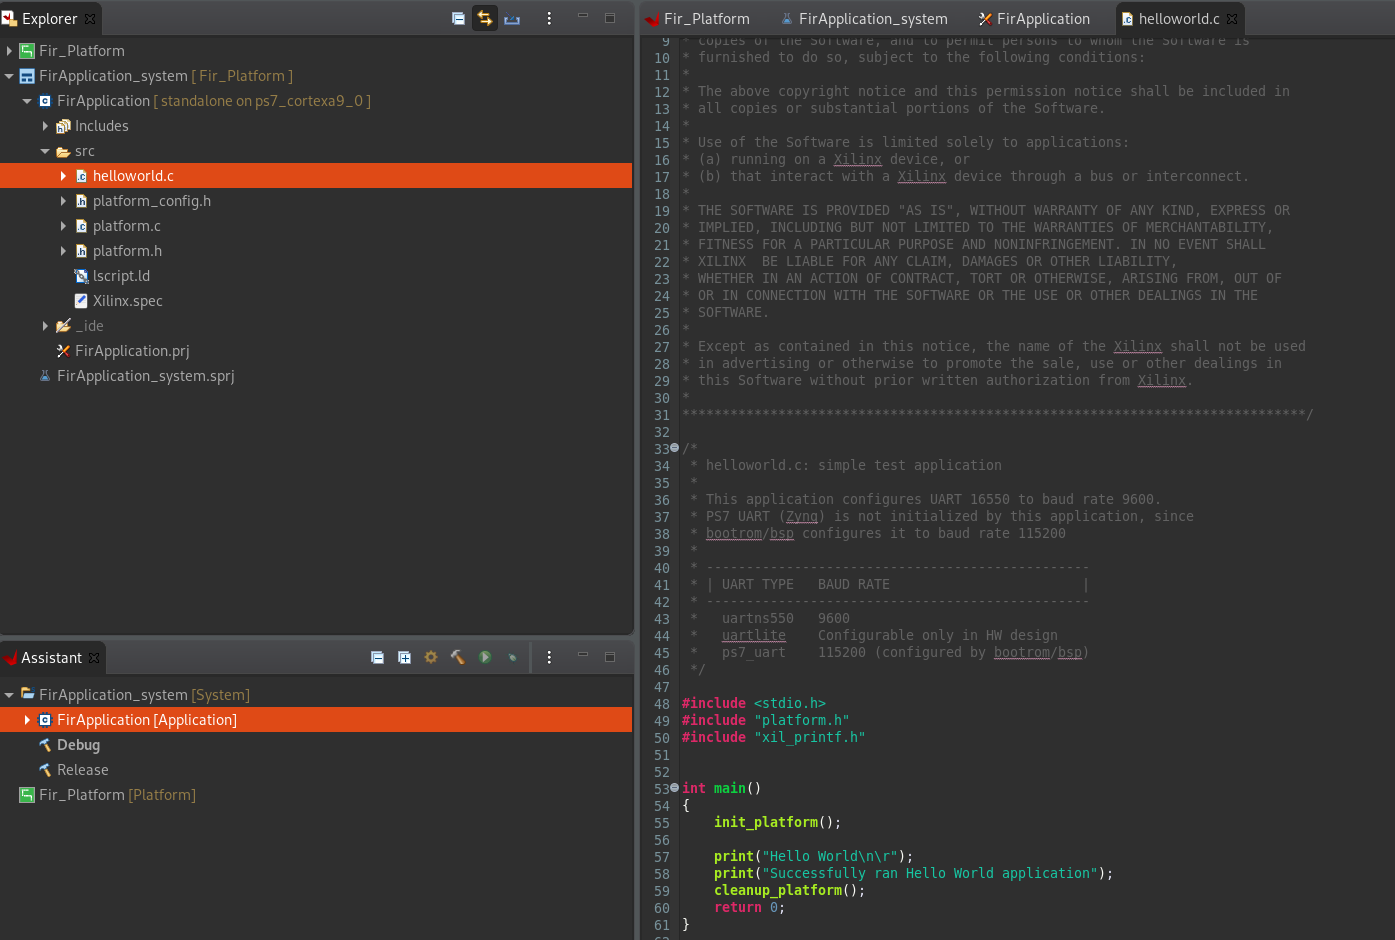 Explorer
Fir_Platform
FirApplication_system [ Fir_Platform ]
FirApplication [ standalone on ps7_cortexa9_0 ]
Includes
src
helloworld.c
platform_config.h
platform.c
platform.h
lscript.ld
Xilinx.spec
_ide
FirApplication.prj
FirApplication_system.sprj
Assistant
FirApplication_system [System]
FirApplication [Application]
Debug
Release
Fir_Platform [Platform]
Fir_Platform FirApplication_system FirApplication helloworld.c
9 * copies of the Software, and to permit persons to whom the Software is
10 * furnished to do so, subject to the following conditions:
11 *
12 * The above copyright notice and this permission notice shall be included in
13 * all copies or substantial portions of the Software.
14 *
15 * Use of the Software is limited solely to applications:
16 * (a) running on a Xilinx device, or
17 * (b) that interact with a Xilinx device through a bus or interconnect.
18 *
19 * THE SOFTWARE IS PROVIDED "AS IS", WITHOUT WARRANTY OF ANY KIND, EXPRESS OR
20 * IMPLIED, INCLUDING BUT NOT LIMITED TO THE WARRANTIES OF MERCHANTABILITY,
21 * FITNESS FOR A PARTICULAR PURPOSE AND NONINFRINGEMENT. IN NO EVENT SHALL
22 * XILINX  BE LIABLE FOR ANY CLAIM, DAMAGES OR OTHER LIABILITY,
23 * WHETHER IN AN ACTION OF CONTRACT, TORT OR OTHERWISE, ARISING FROM, OUT OF
24 * OR IN CONNECTION WITH THE SOFTWARE OR THE USE OR OTHER DEALINGS IN THE
25 * SOFTWARE.
26 *
27 * Except as contained in this notice, the name of the Xilinx shall not be used
28 * in advertising or otherwise to promote the sale, use or other dealings in
29 * this Software without prior written authorization from Xilinx.
30 *
31 ******************************************************************************/
32
33 /*
34  * helloworld.c: simple test application
35  *
36  * This application configures UART 16550 to baud rate 9600.
37  * PS7 UART (Zynq) is not initialized by this application, since
38  * bootrom/bsp configures it to baud rate 115200
39  *
40  * ------------------------------------------------
41  * | UART TYPE   BAUD RATE                        |
42  * ------------------------------------------------
43  *   uartns550   9600
44  *   uartlite    Configurable only in HW design
45  *   ps7_uart    115200 (configured by bootrom/bsp)
46  */
47
48 #include <stdio.h>
49 #include "platform.h"
50 #include "xil_printf.h"
51
52
53 int main()
54 {
55     init_platform();
56
57     print("Hello World\n\r");
58     print("Successfully ran Hello World application");
59     cleanup_platform();
60     return 0;
61 }